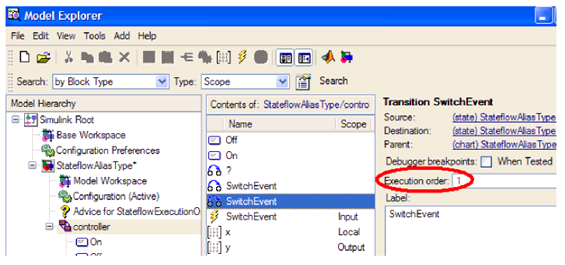 Model Explorer
File Edit View Tools Add Help
Search: by Block Type Type: Scope Search
Model Hierarchy
Simulink Root
Base Workspace
Configuration Preferences
StateflowAliasType*
Model Workspace
Configuration (Active)
Advice for StateflowExecutionO
controller
On
Off
Contents of: StateflowAliasType/contro
Name Scope
Off
On
?
SwitchEvent
SwitchEvent
SwitchEvent Input
x Local
y Output
Transition SwitchEvent
Source: (state) StateflowAliasType
Destination: (state) StateflowAliasType
Parent: (chart) StateflowAliasType
Debugger breakpoints: When Tested
Execution order: 1
Label:
SwitchEvent